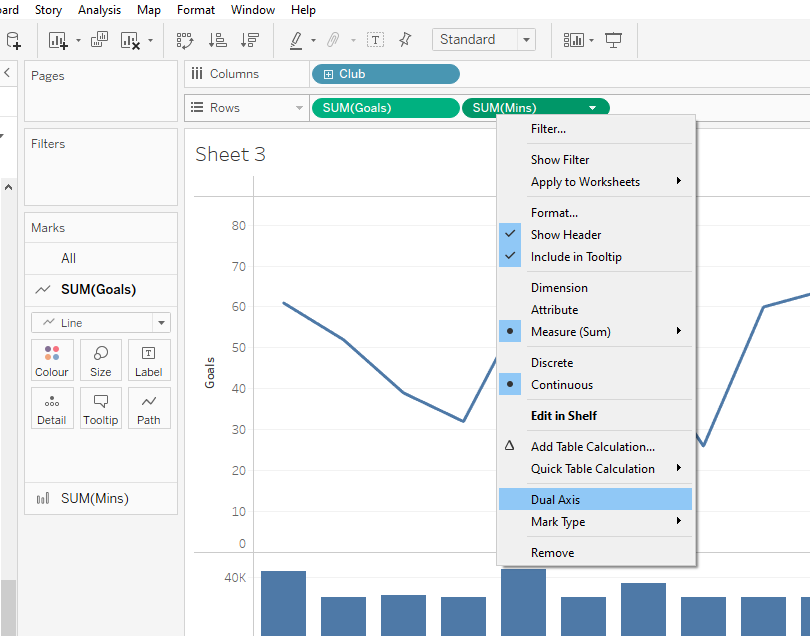 ard Story Analysis Map Format Window Help
Standard
Pages
Columns
Club
Rows
SUM(Goals)
SUM(Mins)
Filters
Marks
All
SUM(Goals)
Line
Colour
Size
Label
Detail
Tooltip
Path
SUM(Mins)
Sheet 3
Goals
80
70
60
50
40
30
20
10
0
40K
Filter...
Show Filter
Apply to Worksheets
Format...
Show Header
Include in Tooltip
Dimension
Attribute
Measure (Sum)
Discrete
Continuous
Edit in Shelf
Add Table Calculation...
Quick Table Calculation
Dual Axis
Mark Type
Remove